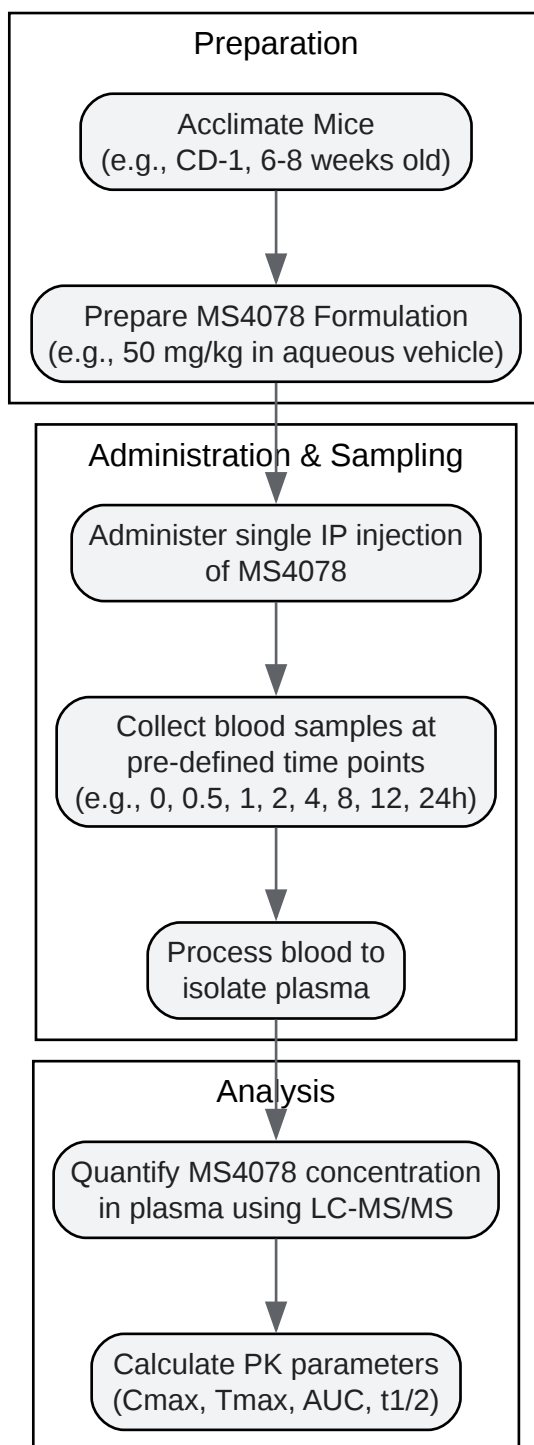 Preparation
Acclimate Mice
(e.g., CD-1, 6-8 weeks old)
Prepare MS4078 Formulation
(e.g., 50 mg/kg in aqueous vehicle)
Administration & Sampling
Administer single IP injection
of MS4078
Collect blood samples at
pre-defined time points
(e.g., 0, 0.5, 1, 2, 4, 8, 12, 24h)
Process blood to
isolate plasma
Analysis
Quantify MS4078 concentration
in plasma using LC-MS/MS
Calculate PK parameters
(Cmax, Tmax, AUC, t1/2)